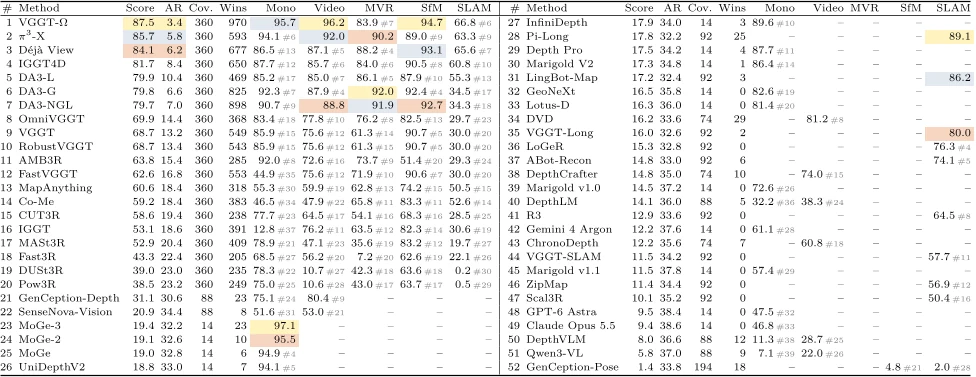 # Method Score AR Cov. Wins Mono Video MVR SfM SLAM
1 VGGT-Ω 87.5 3.4 360 970 95.7 96.2 83.9 #7 94.7 66.8 #6
2 π³-X 85.7 5.8 360 593 94.1 #6 92.0 90.2 89.0 #9 63.3 #9
3 Déjà View 84.1 6.2 360 677 86.5 #13 87.1 #5 88.2 #4 93.1 65.6 #7
4 IGGT4D 81.7 8.4 360 650 87.7 #12 85.7 #6 84.0 #6 90.5 #8 60.8 #10
5 DA3-L 79.9 10.4 360 469 85.2 #17 85.0 #7 86.1 #5 87.9 #10 55.3 #13
6 DA3-G 79.8 6.6 360 825 92.3 #7 87.9 #4 92.0 92.4 #4 34.5 #17
7 DA3-NGL 79.7 7.0 360 898 90.7 #9 88.8 91.9 92.7 34.3 #18
8 OmniVGGT 69.9 14.4 360 368 83.4 #18 77.8 #10 76.2 #8 82.5 #13 29.7 #23
9 VGGT 68.7 13.2 360 549 85.9 #15 75.6 #12 61.3 #14 90.7 #5 30.0 #20
10 RobustVGGT 68.7 13.4 360 543 85.9 #15 75.6 #12 61.3 #15 90.7 #5 30.0 #20
11 AMB3R 63.8 15.4 360 285 92.0 #8 72.6 #16 73.7 #9 51.4 #20 29.3 #24
12 FastVGGT 62.6 16.8 360 553 44.9 #35 75.6 #12 71.9 #10 90.6 #7 30.0 #20
13 MapAnything 60.6 18.4 360 318 55.3 #30 59.9 #19 62.8 #13 74.2 #15 50.5 #15
14 Co-Me 59.2 18.4 360 383 46.5 #34 47.9 #22 65.8 #11 83.3 #11 52.6 #14
15 CUT3R 58.6 19.4 360 238 77.7 #23 64.5 #17 54.1 #16 68.3 #16 28.5 #25
16 IGGT 53.1 18.6 360 391 12.8 #37 76.2 #11 63.5 #12 82.3 #14 30.6 #19
17 MASt3R 52.9 20.4 360 409 78.9 #21 47.1 #23 35.6 #19 83.2 #12 19.7 #27
18 Fast3R 43.3 22.4 360 205 68.5 #27 56.2 #20 7.2 #20 62.6 #19 22.1 #26
19 DUSt3R 39.0 23.0 360 235 78.3 #22 10.7 #27 42.3 #18 63.6 #18 0.2 #30
20 Pow3R 38.5 23.2 360 249 75.0 #25 10.6 #28 43.0 #17 63.7 #17 0.5 #29
21 GenCeption-Depth 31.1 30.6 88 23 75.1 #24 80.4 #9 – – –
22 SenseNova-Vision 20.9 34.4 88 8 51.6 #31 53.0 #21 – – –
23 MoGe-3 19.4 32.2 14 23 97.1 – – – –
24 MoGe-2 19.1 32.6 14 10 95.5 – – – –
25 MoGe 19.0 32.8 14 6 94.9 #4 – – – –
26 UniDepthV2 18.8 33.0 14 7 94.1 #5 – – – –
# Method Score AR Cov. Wins Mono Video MVR SfM SLAM
27 InfiniDepth 17.9 34.0 14 3 89.6 #10 – – – –
28 Pi-Long 17.8 32.2 92 25 – – – – 89.1
29 Depth Pro 17.5 34.2 14 4 87.7 #11 – – – –
30 Marigold V2 17.3 34.8 14 1 86.4 #14 – – – –
31 LingBot-Map 17.2 32.4 92 3 – – – – 86.2
32 GeoNeXt 16.5 35.8 14 0 82.6 #19 – – – –
33 Lotus-D 16.3 36.0 14 2 81.4 #20 – – – –
34 DVD 16.2 33.6 74 29 – 81.2 #8 – – –
35 VGGT-Long 16.0 32.6 92 2 – – – – 80.0
36 LoGeR 15.3 32.8 92 0 – – – – 76.3 #4
37 ABot-Recon 14.8 33.0 92 6 – – – – 74.1 #5
38 DepthCrafter 14.8 35.0 74 10 – 74.0 #15 – – –
39 Marigold v1.0 14.5 37.2 14 0 72.6 #26 – – – –
40 DepthLM 14.1 36.0 88 5 32.2 #36 38.3 #24 – – –
41 R3 12.9 33.6 92 0 – – – – 64.5 #8
42 Gemini 4 Argon 12.2 37.6 14 0 61.1 #28 – – – –
43 ChronoDepth 12.2 35.6 74 7 – 60.8 #18 – – –
44 VGGT-SLAM 11.5 34.2 92 0 – – – – 57.7 #11
45 Marigold v1.1 11.5 37.8 14 0 57.4 #29 – – – –
46 ZipMap 11.4 34.4 92 0 – – – – 56.9 #12
47 Scal3R 10.1 35.2 92 0 – – – – 50.4 #16
48 GPT-6 Astra 9.5 38.4 14 0 47.5 #32 – – – –
49 Claude Opus 5.5 9.4 38.6 14 0 46.8 #33 – – – –
50 DepthVLM 8.0 36.6 88 12 11.3 #38 28.7 #25 – – –
51 Qwen3-VL 5.8 37.0 88 9 7.1 #39 22.0 #26 – – –
52 GenCeption-Pose 1.4 33.8 194 18 – – – 4.8 #21 2.0 #28